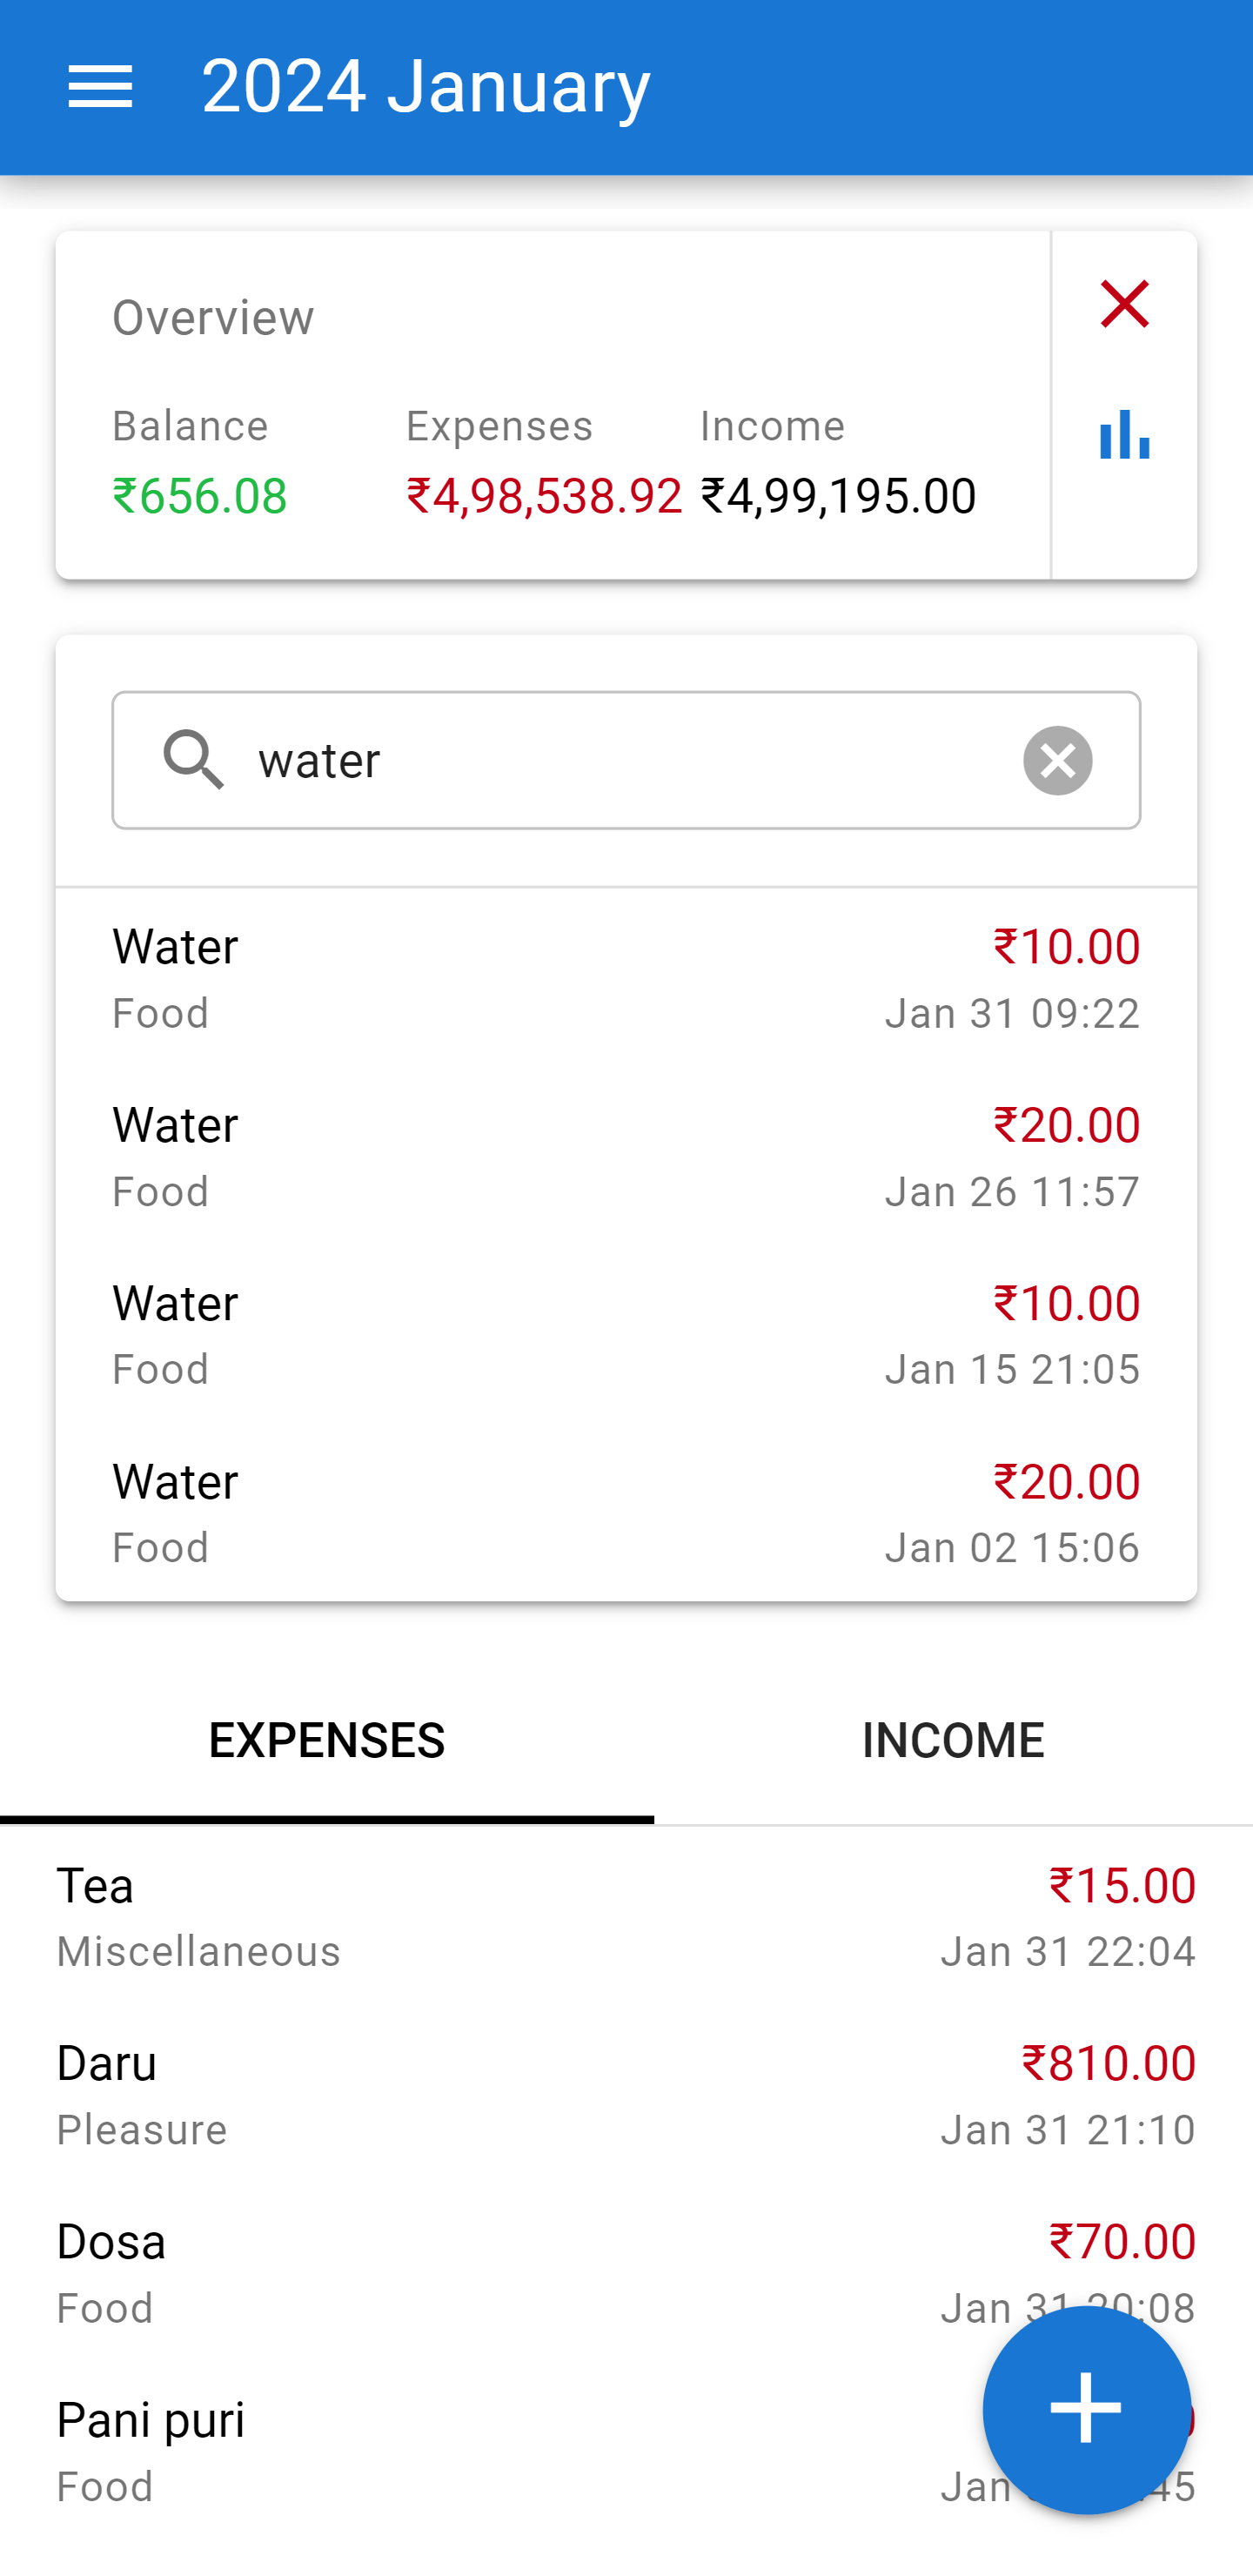 2024 January
Overview
Balance Expenses Income
₹656.08 ₹4,98,538.92 ₹4,99,195.00
water
Water ₹10.00
Food Jan 31 09:22
Water ₹20.00
Food Jan 26 11:57
Water ₹10.00
Food Jan 15 21:05
Water ₹20.00
Food Jan 02 15:06
EXPENSES INCOME
Tea ₹15.00
Miscellaneous Jan 31 22:04
Daru ₹810.00
Pleasure Jan 31 21:10
Dosa ₹70.00
Food Jan 31 20:08
Pani puri
Food Jan